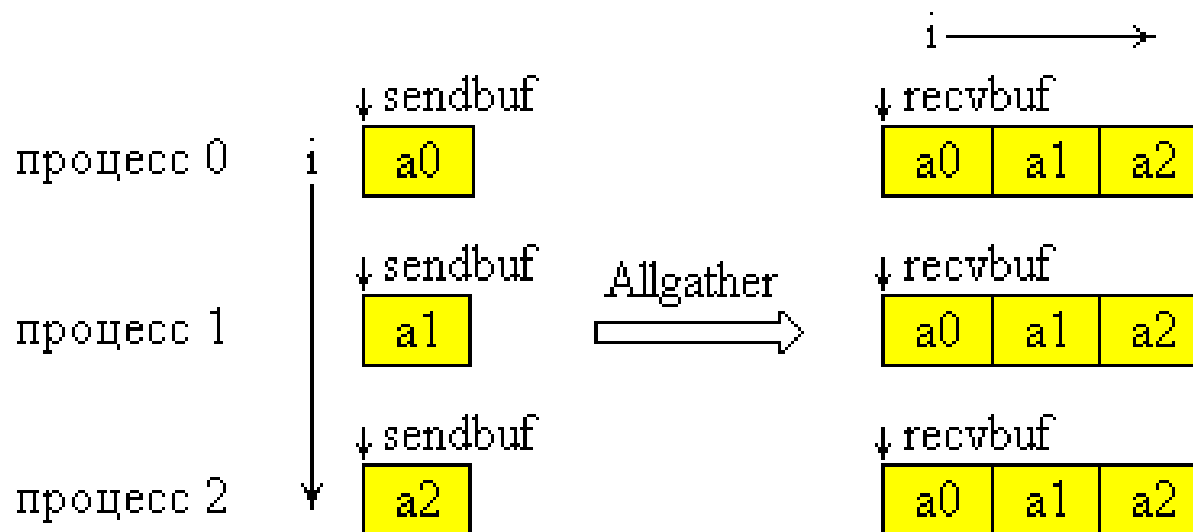 i
sendbuf
recvbuf
процесс 0 i a0 a0 a1 a2
sendbuf
Allgather
recvbuf
процесс 1 a1 a0 a1 a2
sendbuf
recvbuf
процесс 2 a2 a0 a1 a2